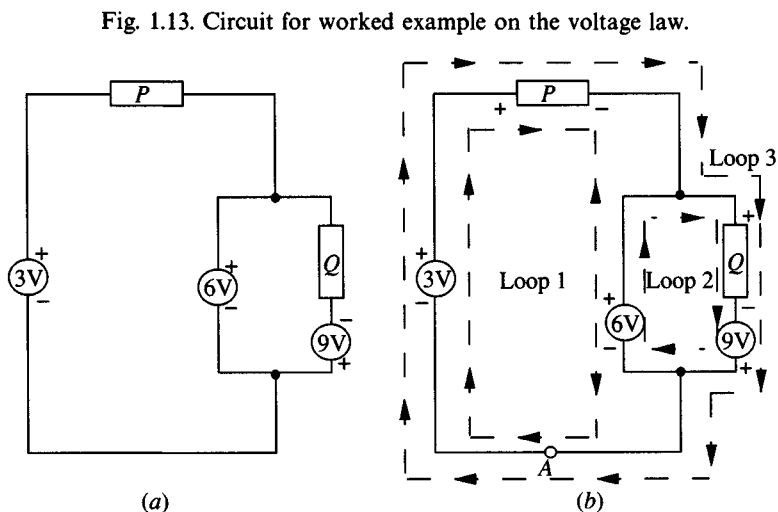 Fig. 1.13. Circuit for worked example on the voltage law.
P
+
3V
−
+
6V
−
Q
−
9V
+
(a)
P
+ −
Loop 3
+
3V
−
Loop 1
+
6V
−
Loop 2
+
Q
−
9V
+
A
(b)